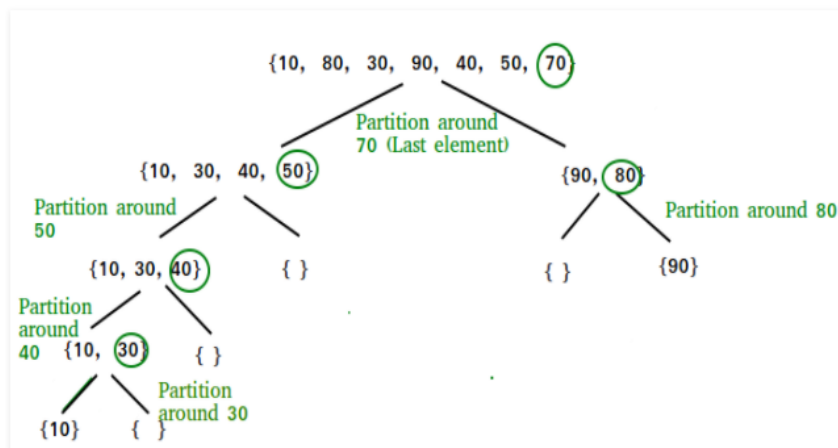 {10, 80, 30, 90, 40, 50, 70}
Partition around
70 (Last element)
{10, 30, 40, 50}
{90, 80}
Partition around
50
Partition around 80
{10, 30, 40}
{ }
{ }
{90}
Partition
around
40
{10, 30}
{ }
Partition
around 30
{10}
{ }